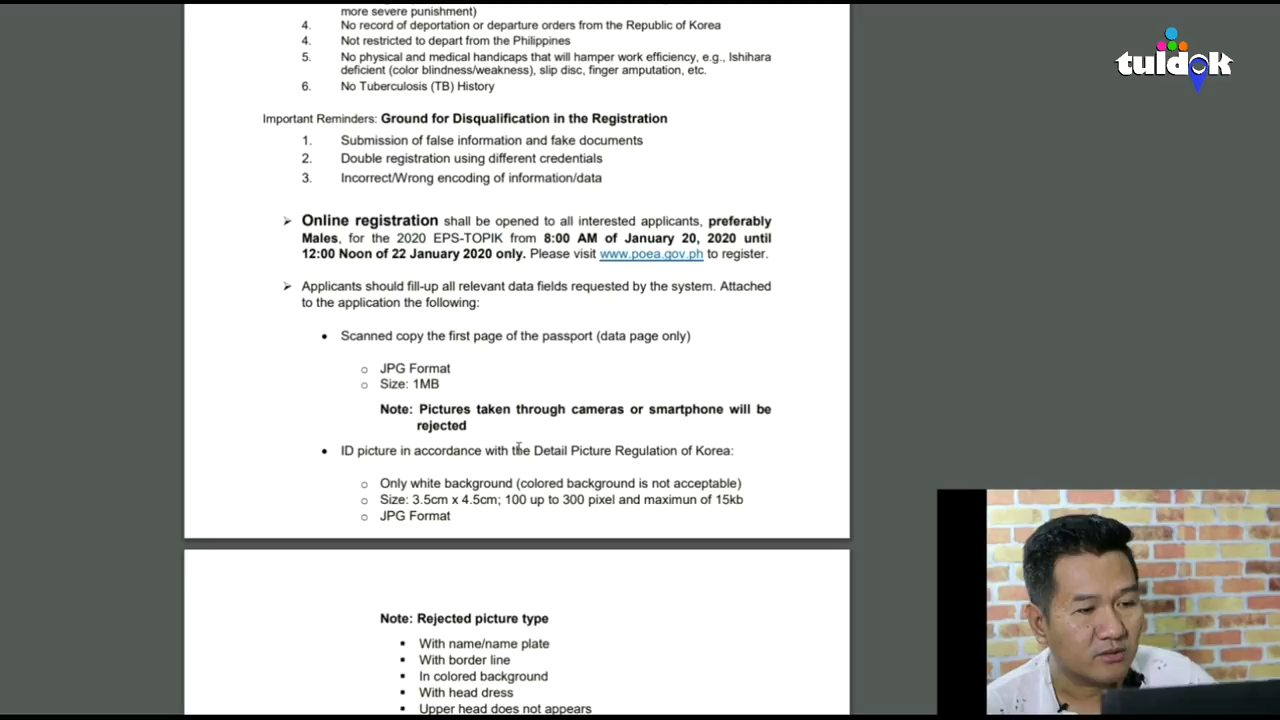 more severe punishment)
4. No record of deportation or departure orders from the Republic of Korea
4. Not restricted to depart from the Philippines
5. No physical and medical handicaps that will hamper work efficiency, e.g., Ishihara
deficient (color blindness/weakness), slip disc, finger amputation, etc.
6. No Tuberculosis (TB) History
tuldok
Important Reminders: Ground for Disqualification in the Registration
1. Submission of false information and fake documents
2. Double registration using different credentials
3. Incorrect/Wrong encoding of information/data
➢ Online registration shall be opened to all interested applicants, preferably
Males, for the 2020 EPS-TOPIK from 8:00 AM of January 20, 2020 until
12:00 Noon of 22 January 2020 only. Please visit www.poea.gov.ph to register.
➢ Applicants should fill-up all relevant data fields requested by the system. Attached
to the application the following:
• Scanned copy the first page of the passport (data page only)
o JPG Format
o Size: 1MB
Note: Pictures taken through cameras or smartphone will be
rejected
• ID picture in accordance with the Detail Picture Regulation of Korea:
o Only white background (colored background is not acceptable)
o Size: 3.5cm x 4.5cm; 100 up to 300 pixel and maximun of 15kb
o JPG Format
Note: Rejected picture type
▪ With name/name plate
▪ With border line
▪ In colored background
▪ With head dress
▪ Upper head does not appears